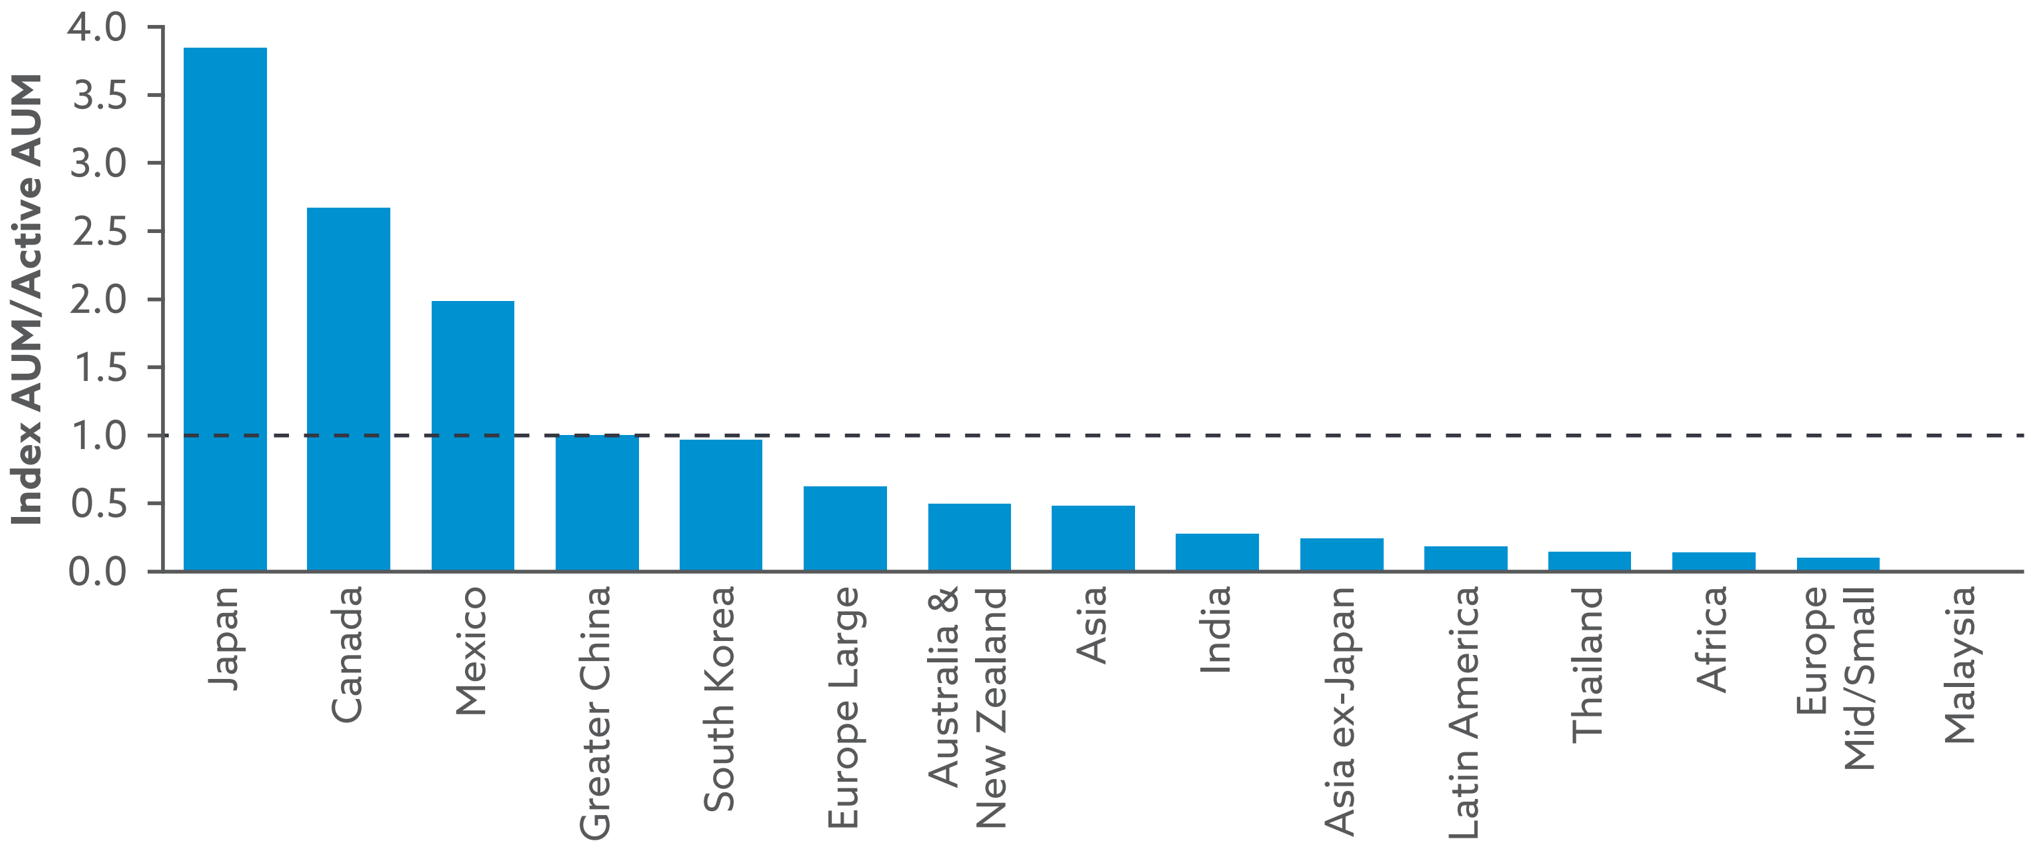 Index AUM/Active AUM
4.0
3.5
3.0
2.5
2.0
1.5
1.0
0.5
0.0
Japan
Canada
Mexico
Greater China
South Korea
Europe Large
Australia &
New Zealand
Asia
India
Asia ex-Japan
Latin America
Thailand
Africa
Europe
Mid/Small
Malaysia